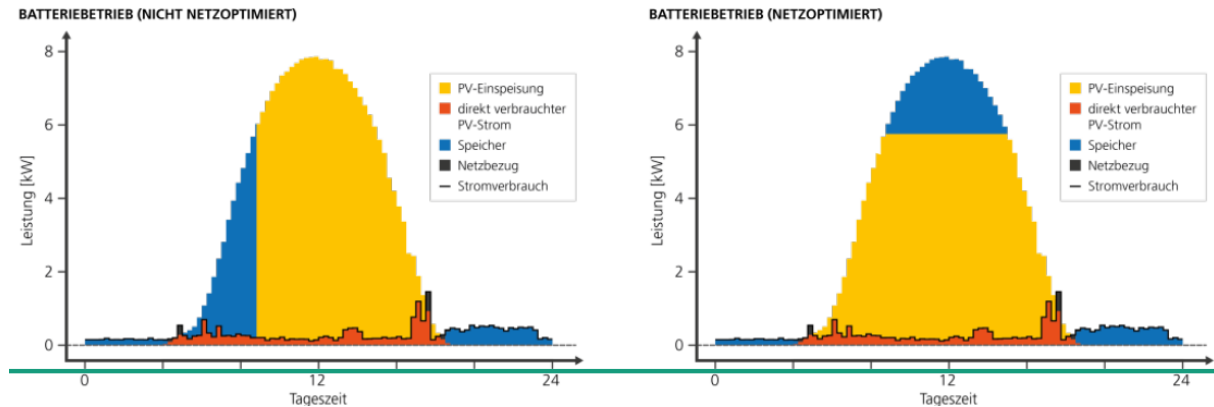 BATTERIEBETRIEB (NICHT NETZOPTIMIERT)
8
6
4
2
0
Leistung [kW]
PV-Einspeisung
direkt verbrauchter
PV-Strom
Speicher
Netzbezug
Stromverbrauch
0
12
24
Tageszeit
BATTERIEBETRIEB (NETZOPTIMIERT)
8
6
4
2
0
Leistung [kW]
PV-Einspeisung
direkt verbrauchter
PV-Strom
Speicher
Netzbezug
Stromverbrauch
0
12
24
Tageszeit